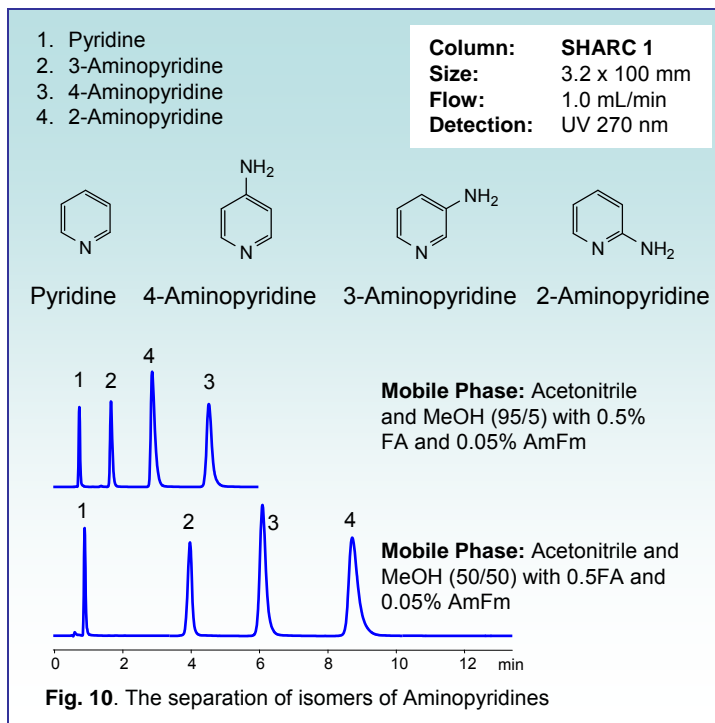 1. Pyridine
2. 3-Aminopyridine
3. 4-Aminopyridine
4. 2-Aminopyridine
Column: SHARC 1
Size: 3.2 x 100 mm
Flow: 1.0 mL/min
Detection: UV 270 nm
N
NH2
N
NH2
N
N NH2
Pyridine 4-Aminopyridine 3-Aminopyridine 2-Aminopyridine
1 2 4 3
Mobile Phase: Acetonitrile
and MeOH (95/5) with 0.5%
FA and 0.05% AmFm
1 2 3 4
Mobile Phase: Acetonitrile and
MeOH (50/50) with 0.5FA and
0.05% AmFm
0 2 4 6 8 10 12 min
Fig. 10. The separation of isomers of Aminopyridines